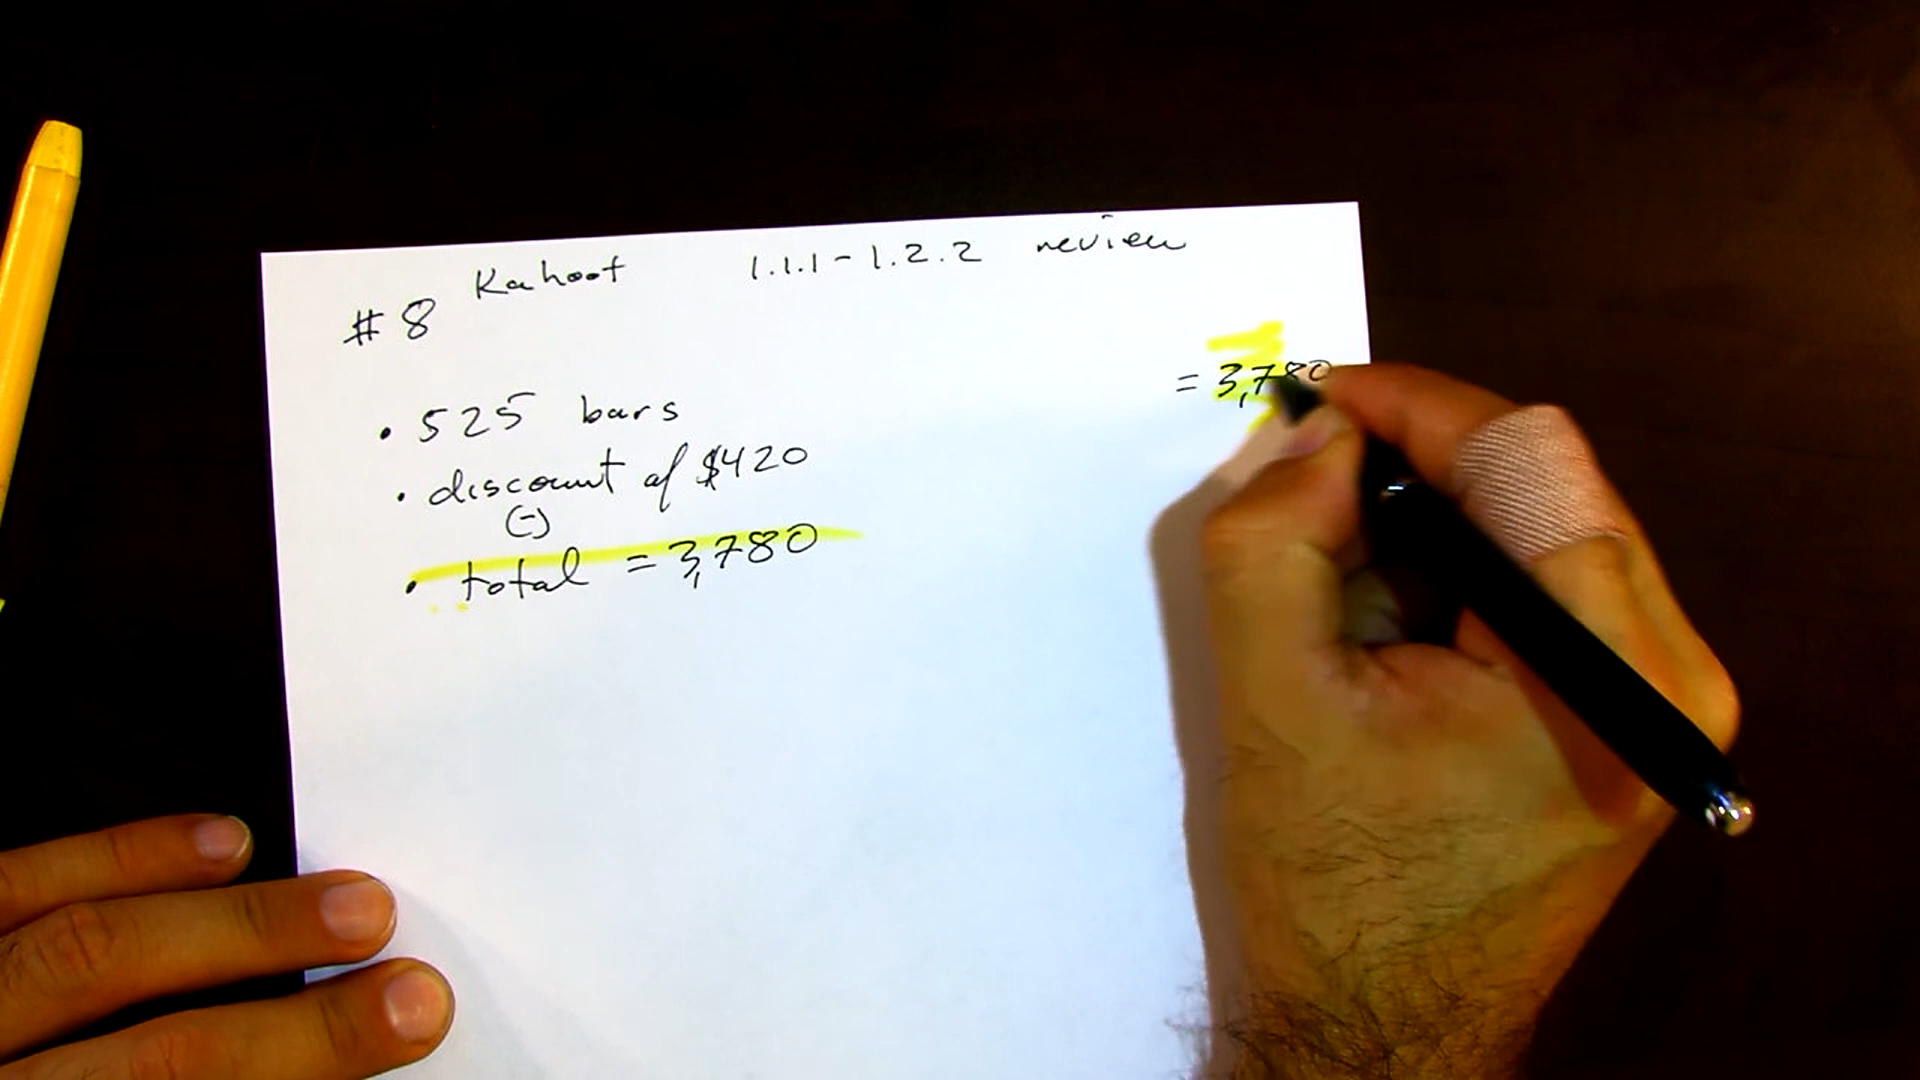 Kahoot 1.1.1 - 1.2.2 review
# 8
= 3,780
• 525 bars
• discount of $420
(-)
• total = 3,780